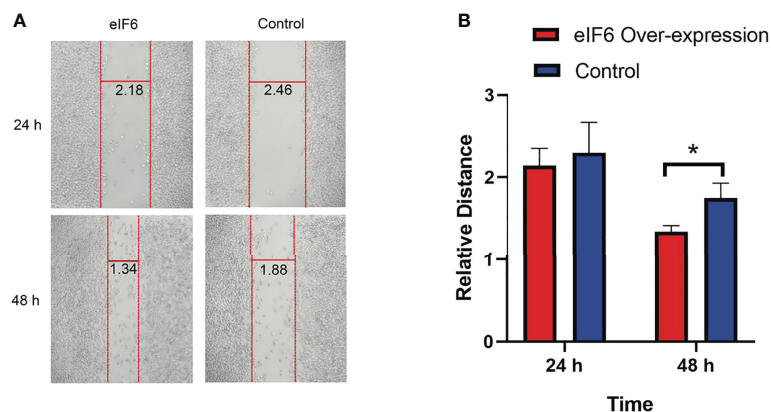 A
eIF6
Control
24 h
2.18
2.46
48 h
1.34
1.88
B
eIF6 Over-expression
Control
Relative Distance
3
2
1
0
*
24 h
48 h
Time